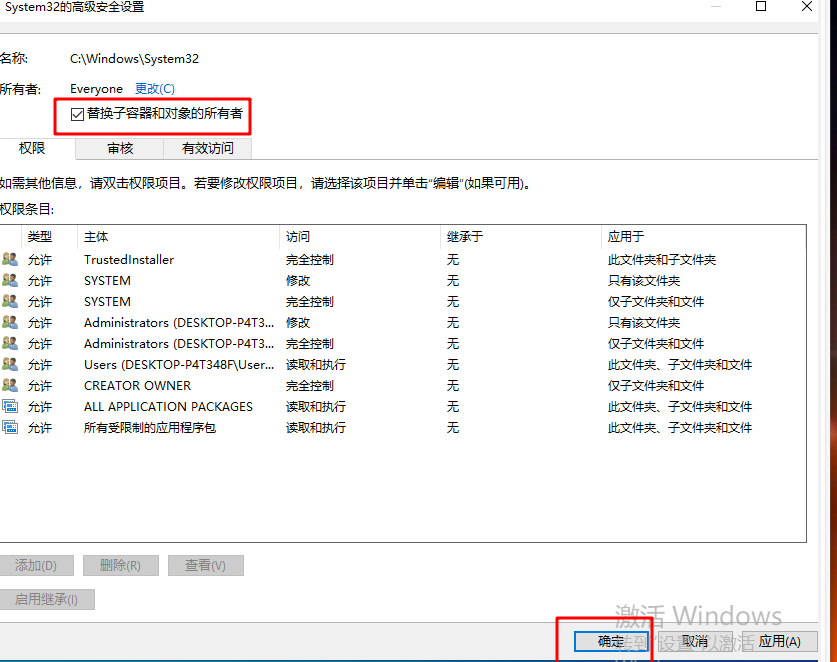 System32的高级安全设置
名称: C:\Windows\System32
所有者: Everyone 更改(C)
替换子容器和对象的所有者
权限 审核 有效访问
如需其他信息，请双击权限项目。若要修改权限项目，请选择该项目并单击“编辑”(如果可用)。
权限条目:
类型 主体 访问 继承于 应用于
允许 TrustedInstaller 完全控制 无 此文件夹和子文件夹
允许 SYSTEM 修改 无 只有该文件夹
允许 SYSTEM 完全控制 无 仅子文件夹和文件
允许 Administrators (DESKTOP-P4T3... 修改 无 只有该文件夹
允许 Administrators (DESKTOP-P4T3... 完全控制 无 仅子文件夹和文件
允许 Users (DESKTOP-P4T348F\User... 读取和执行 无 此文件夹、子文件夹和文件
允许 CREATOR OWNER 完全控制 无 仅子文件夹和文件
允许 ALL APPLICATION PACKAGES 读取和执行 无 此文件夹、子文件夹和文件
允许 所有受限制的应用程序包 读取和执行 无 此文件夹、子文件夹和文件
添加(D) 删除(R) 查看(V)
启用继承(I)
激活 Windows
转到“设置”以激活
确定 取消 应用(A)